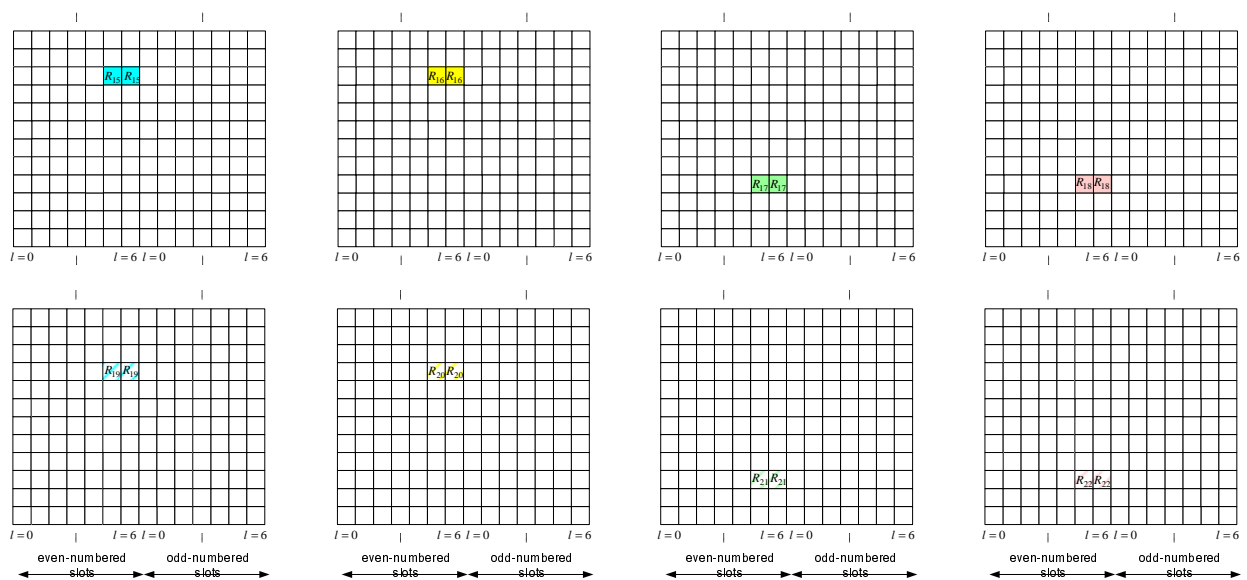 R15 R15 R16 R16 R17 R17 R18 R18
l = 0 l = 6 l = 0 l = 6 l = 0 l = 6 l = 0 l = 6 l = 0 l = 6 l = 0 l = 6 l = 0 l = 6 l = 0 l = 6
R19 R19 R20 R20 R21 R21 R22 R22
l = 0 l = 6 l = 0 l = 6 l = 0 l = 6 l = 0 l = 6 l = 0 l = 6 l = 0 l = 6 l = 0 l = 6 l = 0 l = 6
even-numbered odd-numbered even-numbered odd-numbered even-numbered odd-numbered even-numbered odd-numbered
slots slots slots slots slots slots slots slots